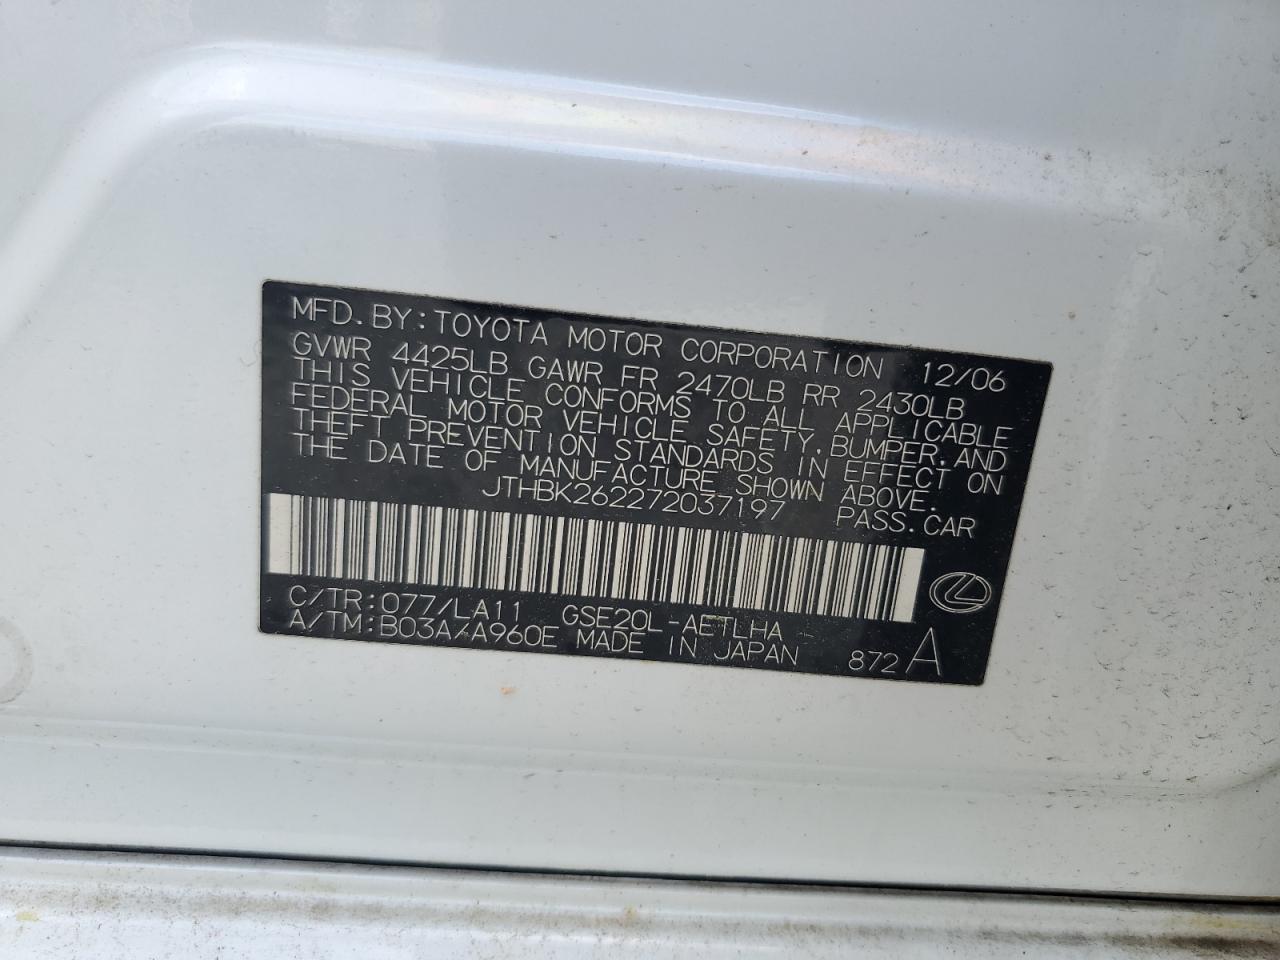 MFD. BY: TOYOTA MOTOR CORPORATION 12/06
GVWR 4425LB GAWR FR 2470LB RR 2430LB
THIS VEHICLE CONFORMS TO ALL APPLICABLE
FEDERAL MOTOR VEHICLE SAFETY, BUMPER, AND
THEFT PREVENTION STANDARDS IN EFFECT ON
THE DATE OF MANUFACTURE SHOWN ABOVE.
JTHBK262272037197 PASS. CAR
C/TR: 077/LA11 GSE20L-AETLHA
A/TM: B03A/A960E MADE IN JAPAN 872 A